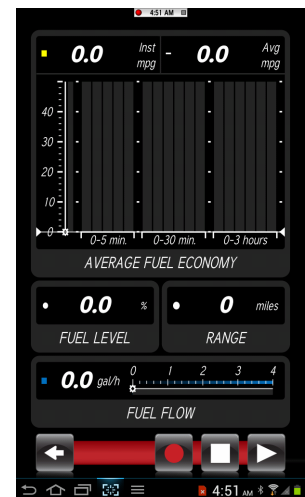 4:51 AM
0.0 Inst mpg - 0.0 Avg mpg
40
30
20
10
0
0-5 min. 0-30 min. 0-3 hours
AVERAGE FUEL ECONOMY
0.0 % 0 miles
FUEL LEVEL RANGE
0.0 gal/h 0 1 2 3 4
FUEL FLOW
4:51 AM